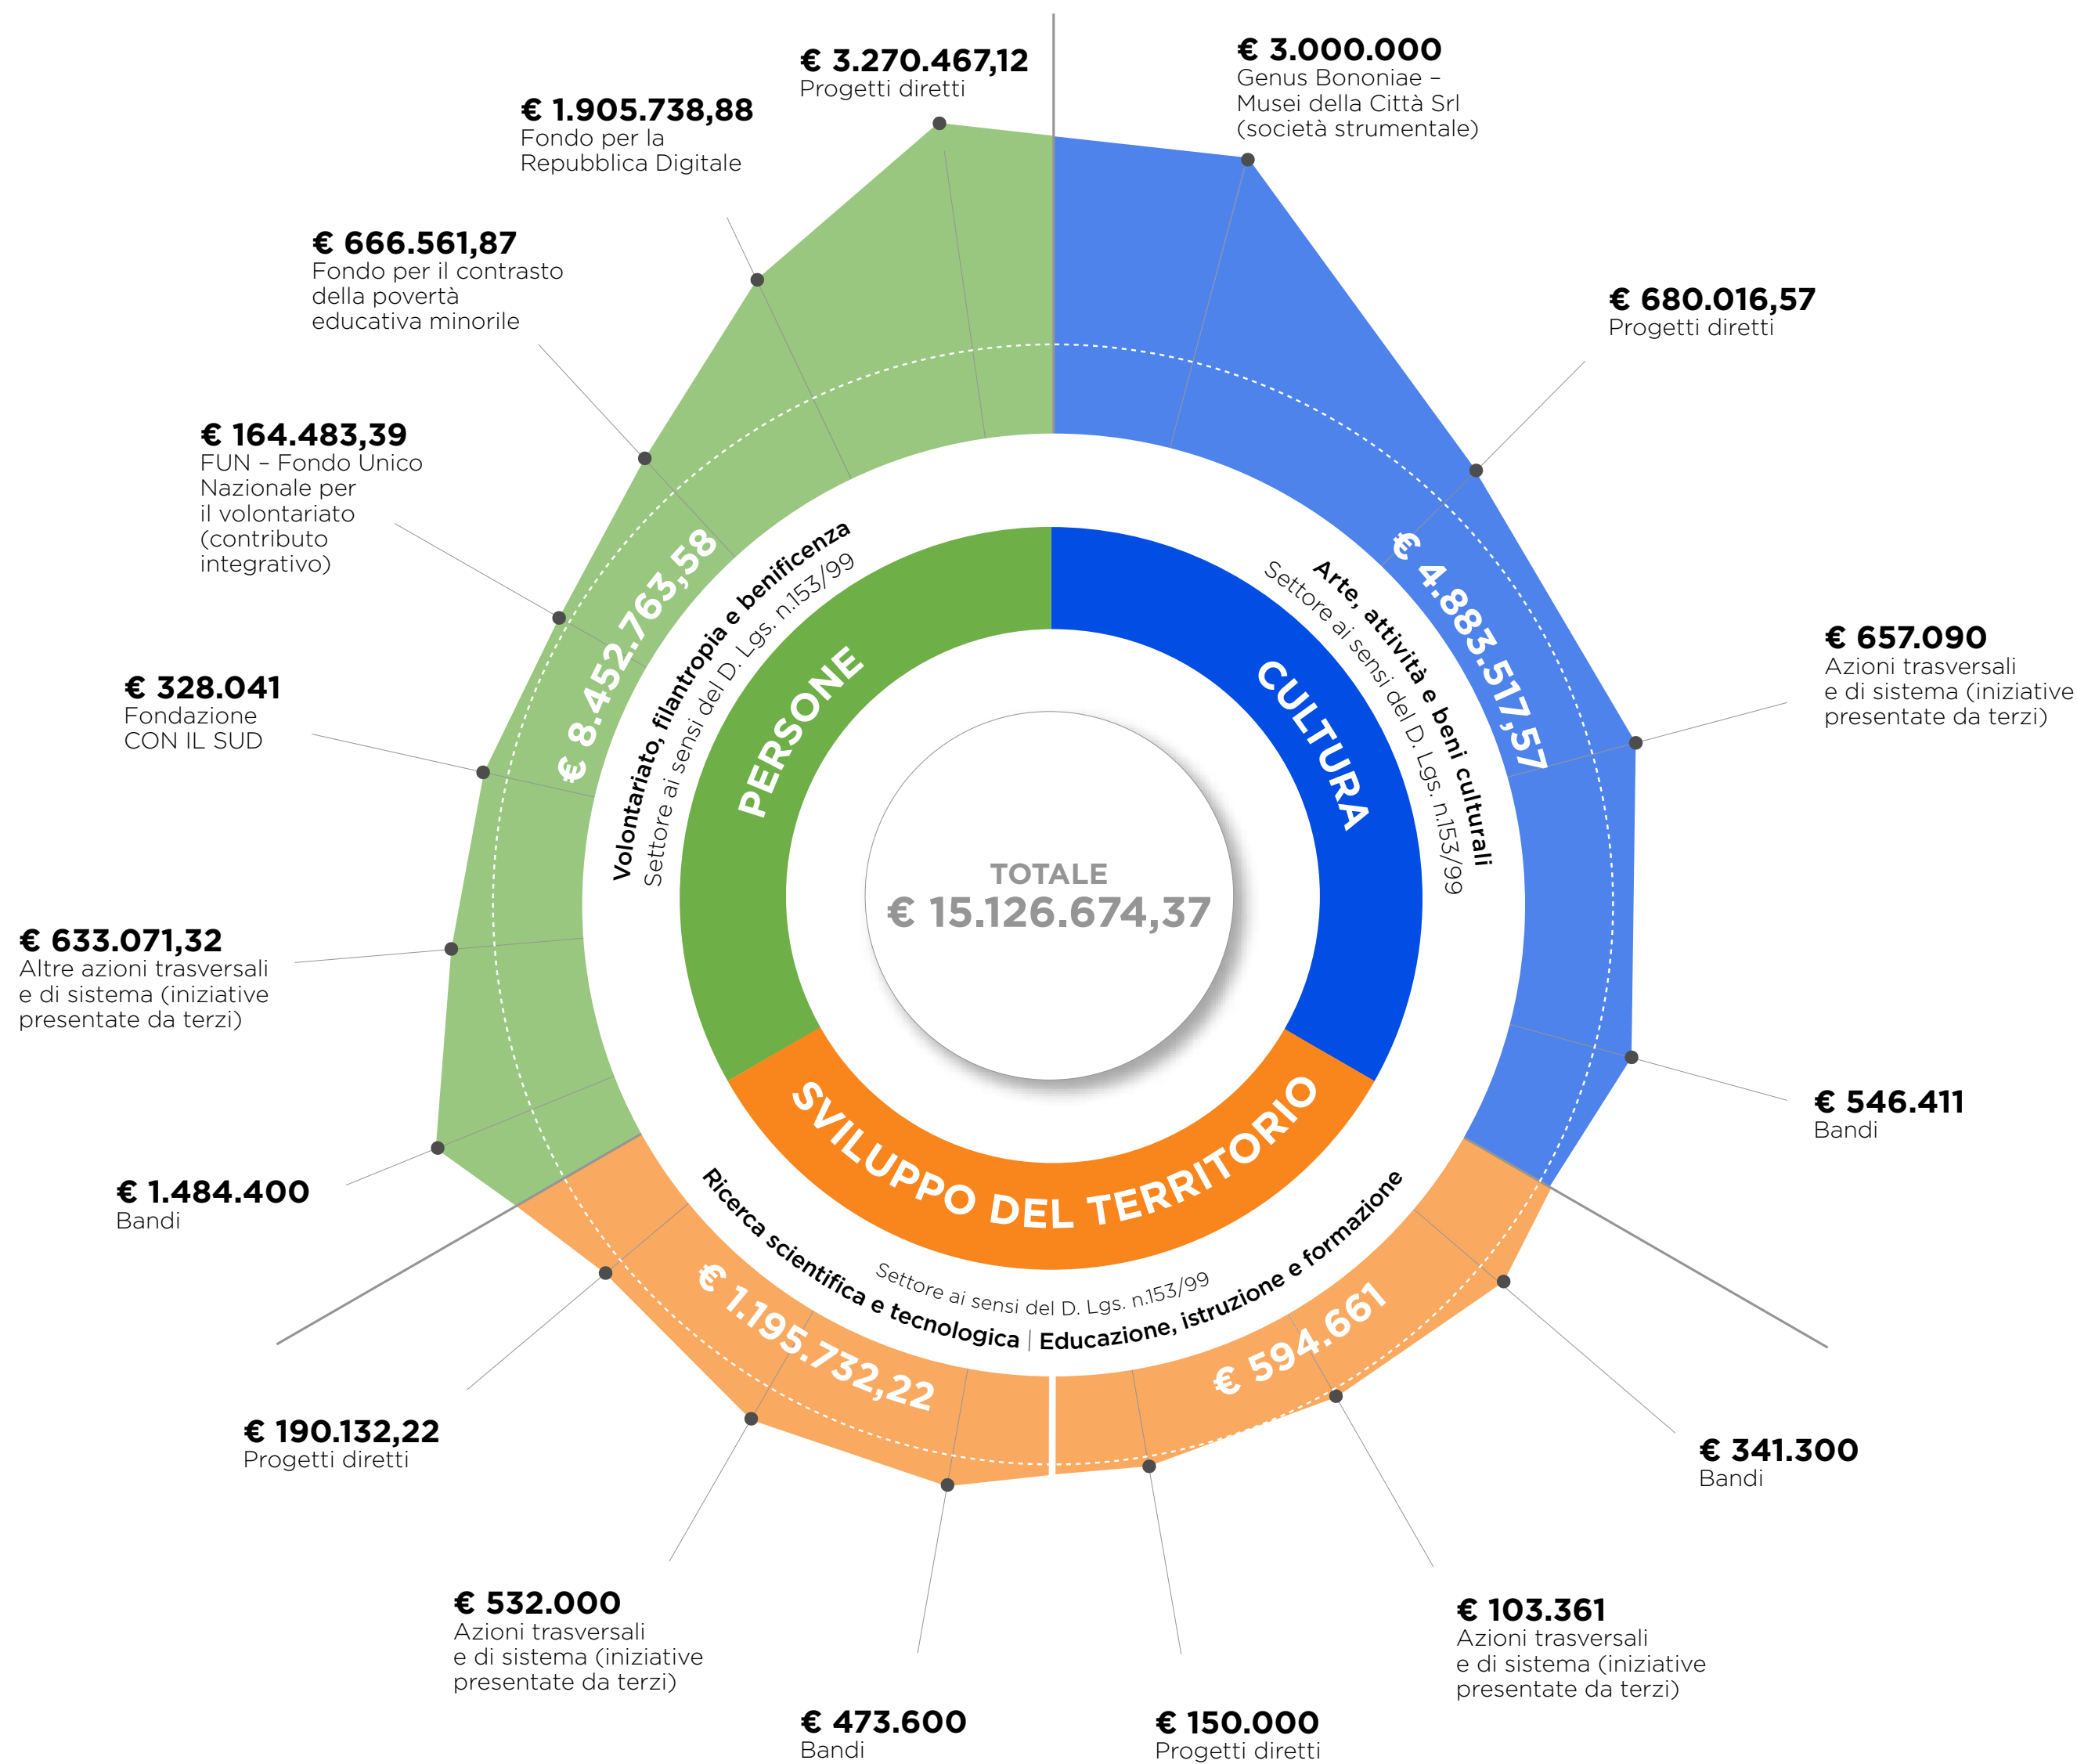 € 3.270.467,12
Progetti diretti
€ 3.000.000
Genus Bononiae –
Musei della Città Srl
(società strumentale)
€ 1.905.738,88
Fondo per la
Repubblica Digitale
€ 666.561,87
Fondo per il contrasto
della povertà
educativa minorile
€ 680.016,57
Progetti diretti
€ 164.483,39
FUN – Fondo Unico
Nazionale per
il volontariato
(contributo
integrativo)
€ 657.090
Azioni trasversali
e di sistema (iniziative
presentate da terzi)
€ 328.041
Fondazione
CON IL SUD
€ 633.071,32
Altre azioni trasversali
e di sistema (iniziative
presentate da terzi)
€ 546.411
Bandi
€ 1.484.400
Bandi
€ 8.452.763,58
Volontariato, filantropia e benificenza
Settore ai sensi del D. Lgs. n.153/99
PERSONE
€ 4.883.517,57
Arte, attività e beni culturali
Settore ai sensi del D. Lgs. n.153/99
CULTURA
TOTALE
€ 15.126.674,37
SVILUPPO DEL TERRITORIO
Settore ai sensi del D. Lgs. n.153/99
Ricerca scientifica e tecnologica | Educazione, istruzione e formazione
€ 1.195.732,22
€ 594.661
€ 190.132,22
Progetti diretti
€ 341.300
Bandi
€ 532.000
Azioni trasversali
e di sistema (iniziative
presentate da terzi)
€ 103.361
Azioni trasversali
e di sistema (iniziative
presentate da terzi)
€ 473.600
Bandi
€ 150.000
Progetti diretti